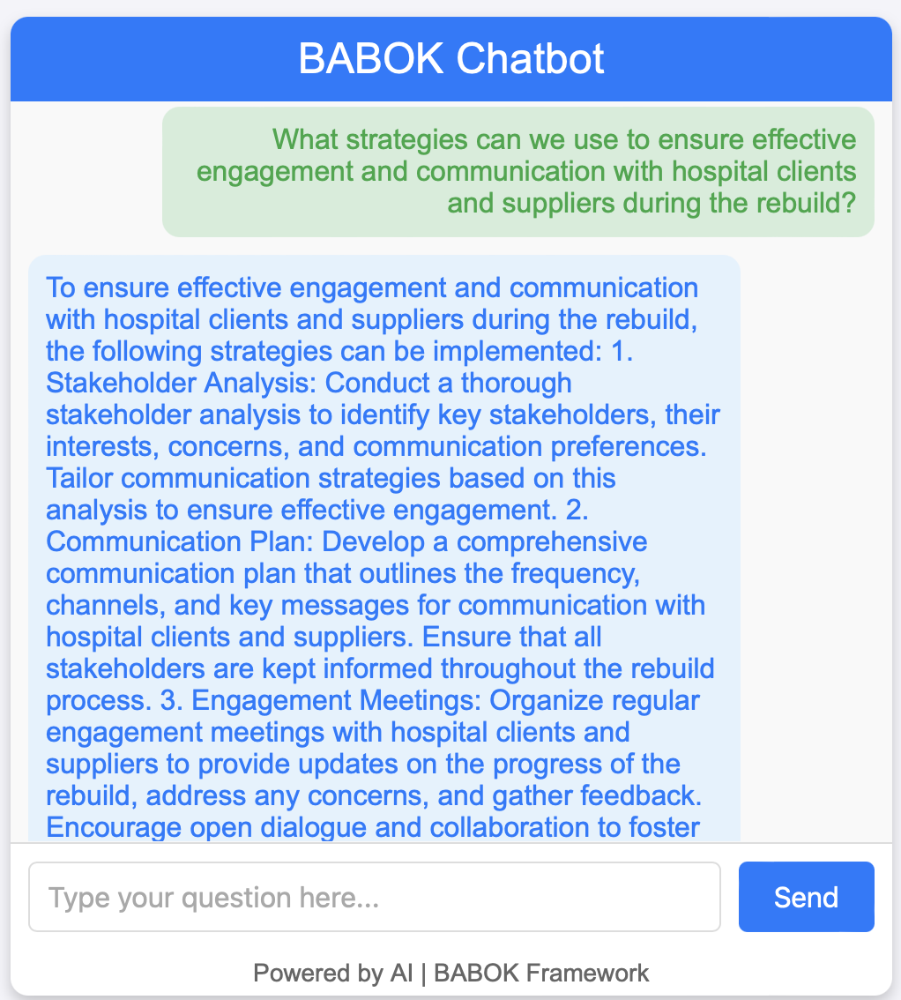 BABOK Chatbot
What strategies can we use to ensure effective
engagement and communication with hospital clients
and suppliers during the rebuild?
To ensure effective engagement and communication
with hospital clients and suppliers during the rebuild,
the following strategies can be implemented: 1.
Stakeholder Analysis: Conduct a thorough
stakeholder analysis to identify key stakeholders, their
interests, concerns, and communication preferences.
Tailor communication strategies based on this
analysis to ensure effective engagement. 2.
Communication Plan: Develop a comprehensive
communication plan that outlines the frequency,
channels, and key messages for communication with
hospital clients and suppliers. Ensure that all
stakeholders are kept informed throughout the rebuild
process. 3. Engagement Meetings: Organize regular
engagement meetings with hospital clients and
suppliers to provide updates on the progress of the
rebuild, address any concerns, and gather feedback.
Encourage open dialogue and collaboration to foster
Type your question here...
Send
Powered by AI | BABOK Framework